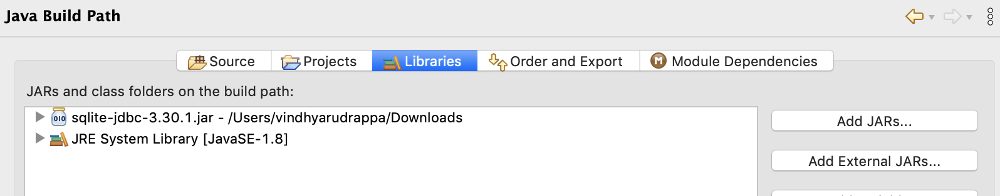 Java Build Path
Source Projects Libraries Order and Export Module Dependencies
JARs and class folders on the build path:
sqlite-jdbc-3.30.1.jar - /Users/vindhyarudrappa/Downloads
JRE System Library [JavaSE-1.8]
Add JARs...
Add External JARs...